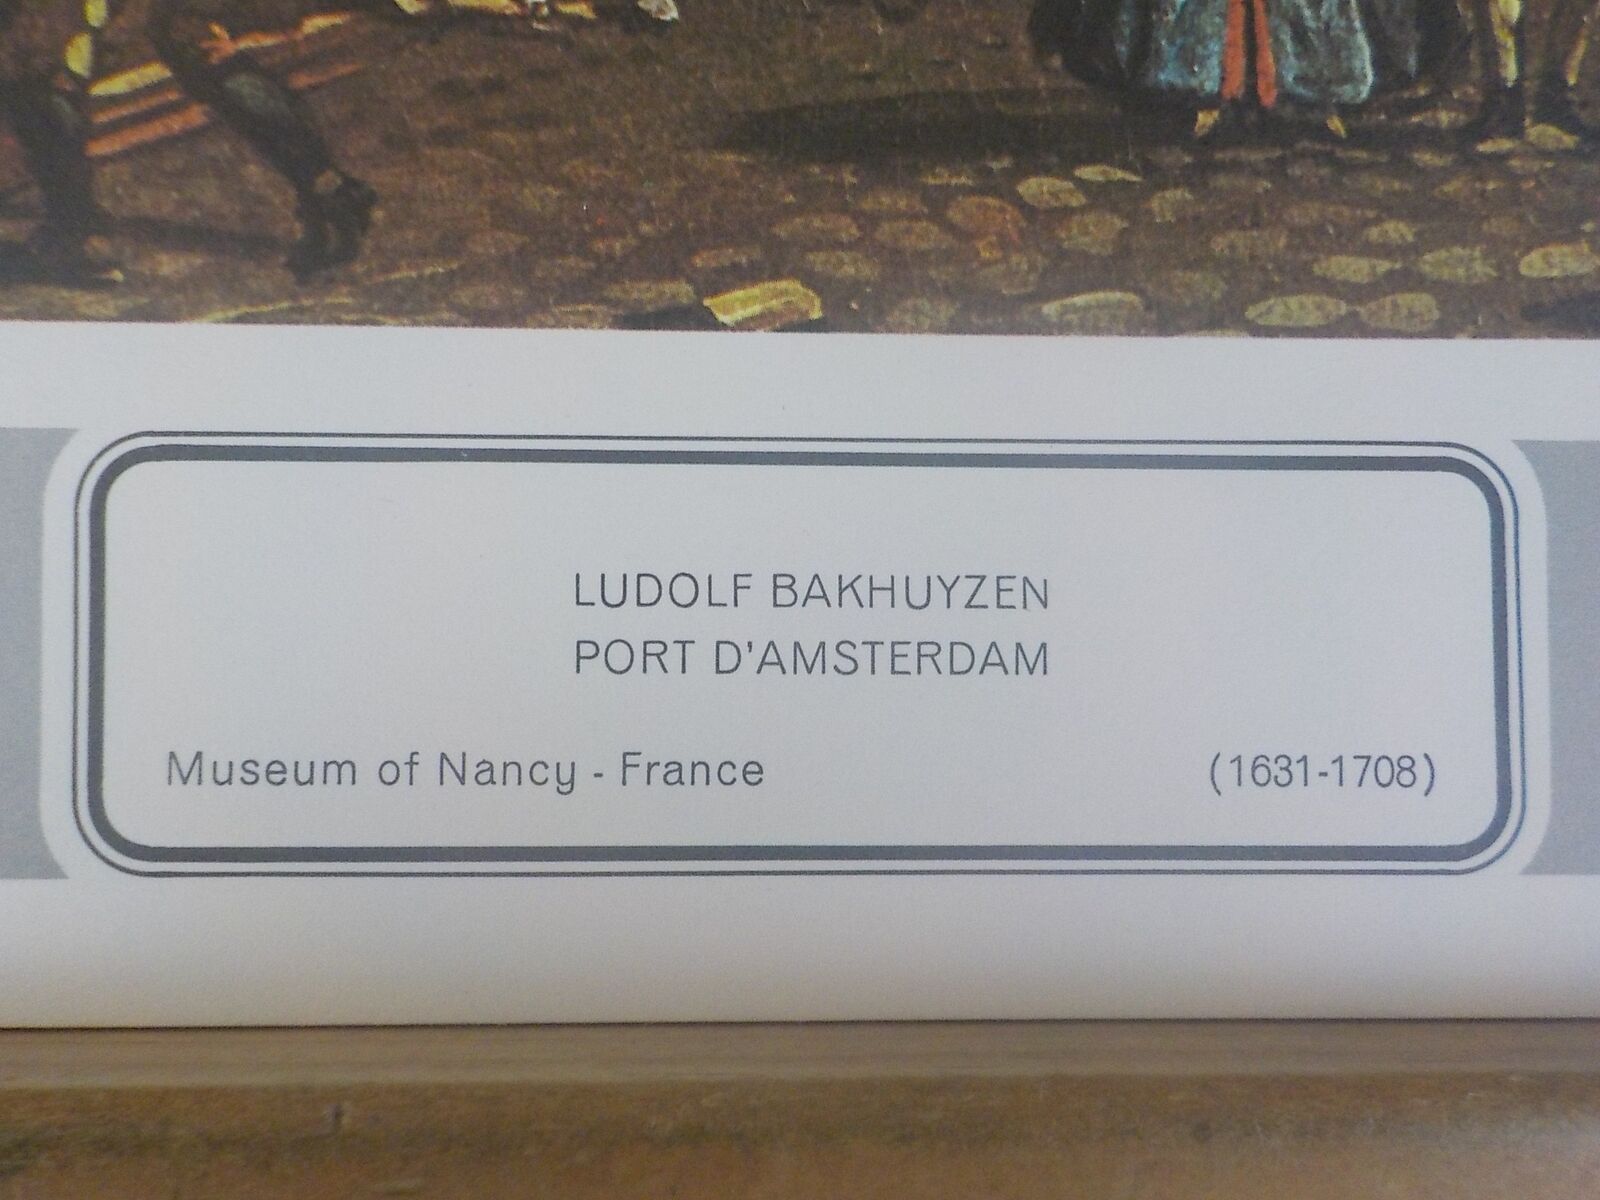 LUDOLF BAKHUYZEN
PORT D'AMSTERDAM
Museum of Nancy - France (1631-1708)